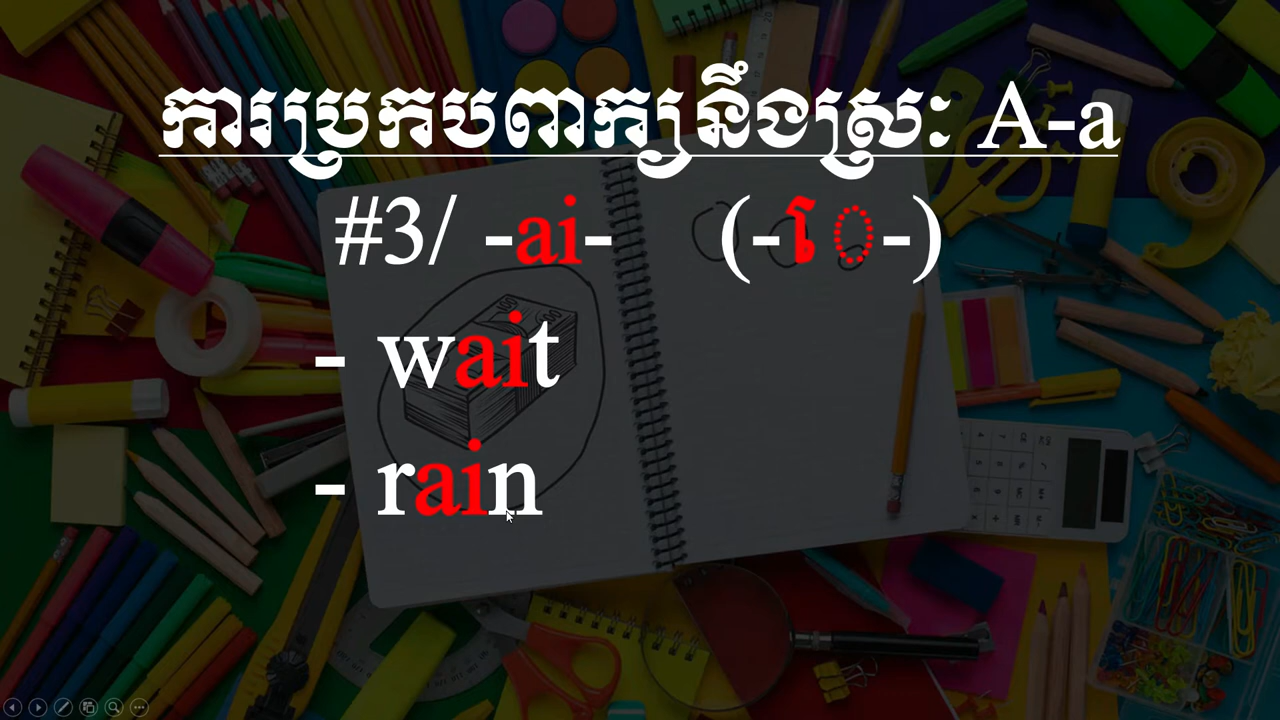 ការប្រកបពាក្យនឹងស្រៈ A-a
#3/ -ai- (-ែ-)
- wait
- rain